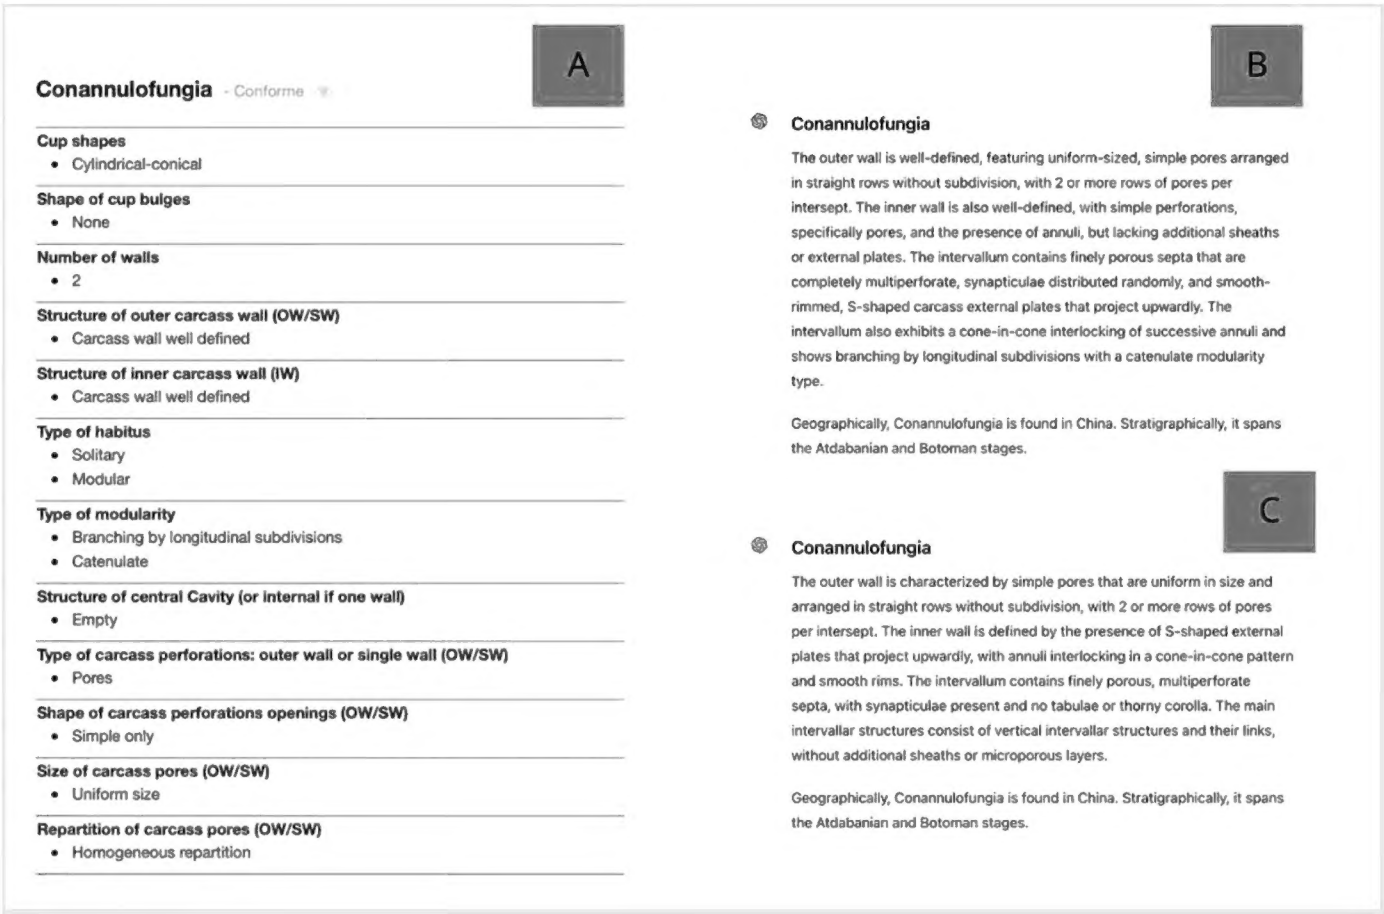 A
Conannulofungia - Conforme
Cup shapes
• Cylindrical-conical
Shape of cup bulges
• None
Number of walls
• 2
Structure of outer carcass wall (OW/SW)
• Carcass wall well defined
Structure of inner carcass wall (IW)
• Carcass wall well defined
Type of habitus
• Solitary
• Modular
Type of modularity
• Branching by longitudinal subdivisions
• Catenulate
Structure of central Cavity (or internal if one wall)
• Empty
Type of carcass perforations: outer wall or single wall (OW/SW)
• Pores
Shape of carcass perforations openings (OW/SW)
• Simple only
Size of carcass pores (OW/SW)
• Uniform size
Repartition of carcass pores (OW/SW)
• Homogeneous repartition
B
Conannulofungia
The outer wall is well-defined, featuring uniform-sized, simple pores arranged
in straight rows without subdivision, with 2 or more rows of pores per
intersept. The inner wall is also well-defined, with simple perforations,
specifically pores, and the presence of annuli, but lacking additional sheaths
or external plates. The intervallum contains finely porous septa that are
completely multiperforate, synapticulae distributed randomly, and smooth-
rimmed, S-shaped carcass external plates that project upwardly. The
intervallum also exhibits a cone-in-cone interlocking of successive annuli and
shows branching by longitudinal subdivisions with a catenulate modularity
type.
Geographically, Conannulofungia is found in China. Stratigraphically, it spans
the Atdabanian and Botoman stages.
C
Conannulofungia
The outer wall is characterized by simple pores that are uniform in size and
arranged in straight rows without subdivision, with 2 or more rows of pores
per intersept. The inner wall is defined by the presence of S-shaped external
plates that project upwardly, with annuli interlocking in a cone-in-cone pattern
and smooth rims. The intervallum contains finely porous, multiperforate
septa, with synapticulae present and no tabulae or thorny corolla. The main
intervallar structures consist of vertical intervallar structures and their links,
without additional sheaths or microporous layers.
Geographically, Conannulofungia is found in China. Stratigraphically, it spans
the Atdabanian and Botoman stages.